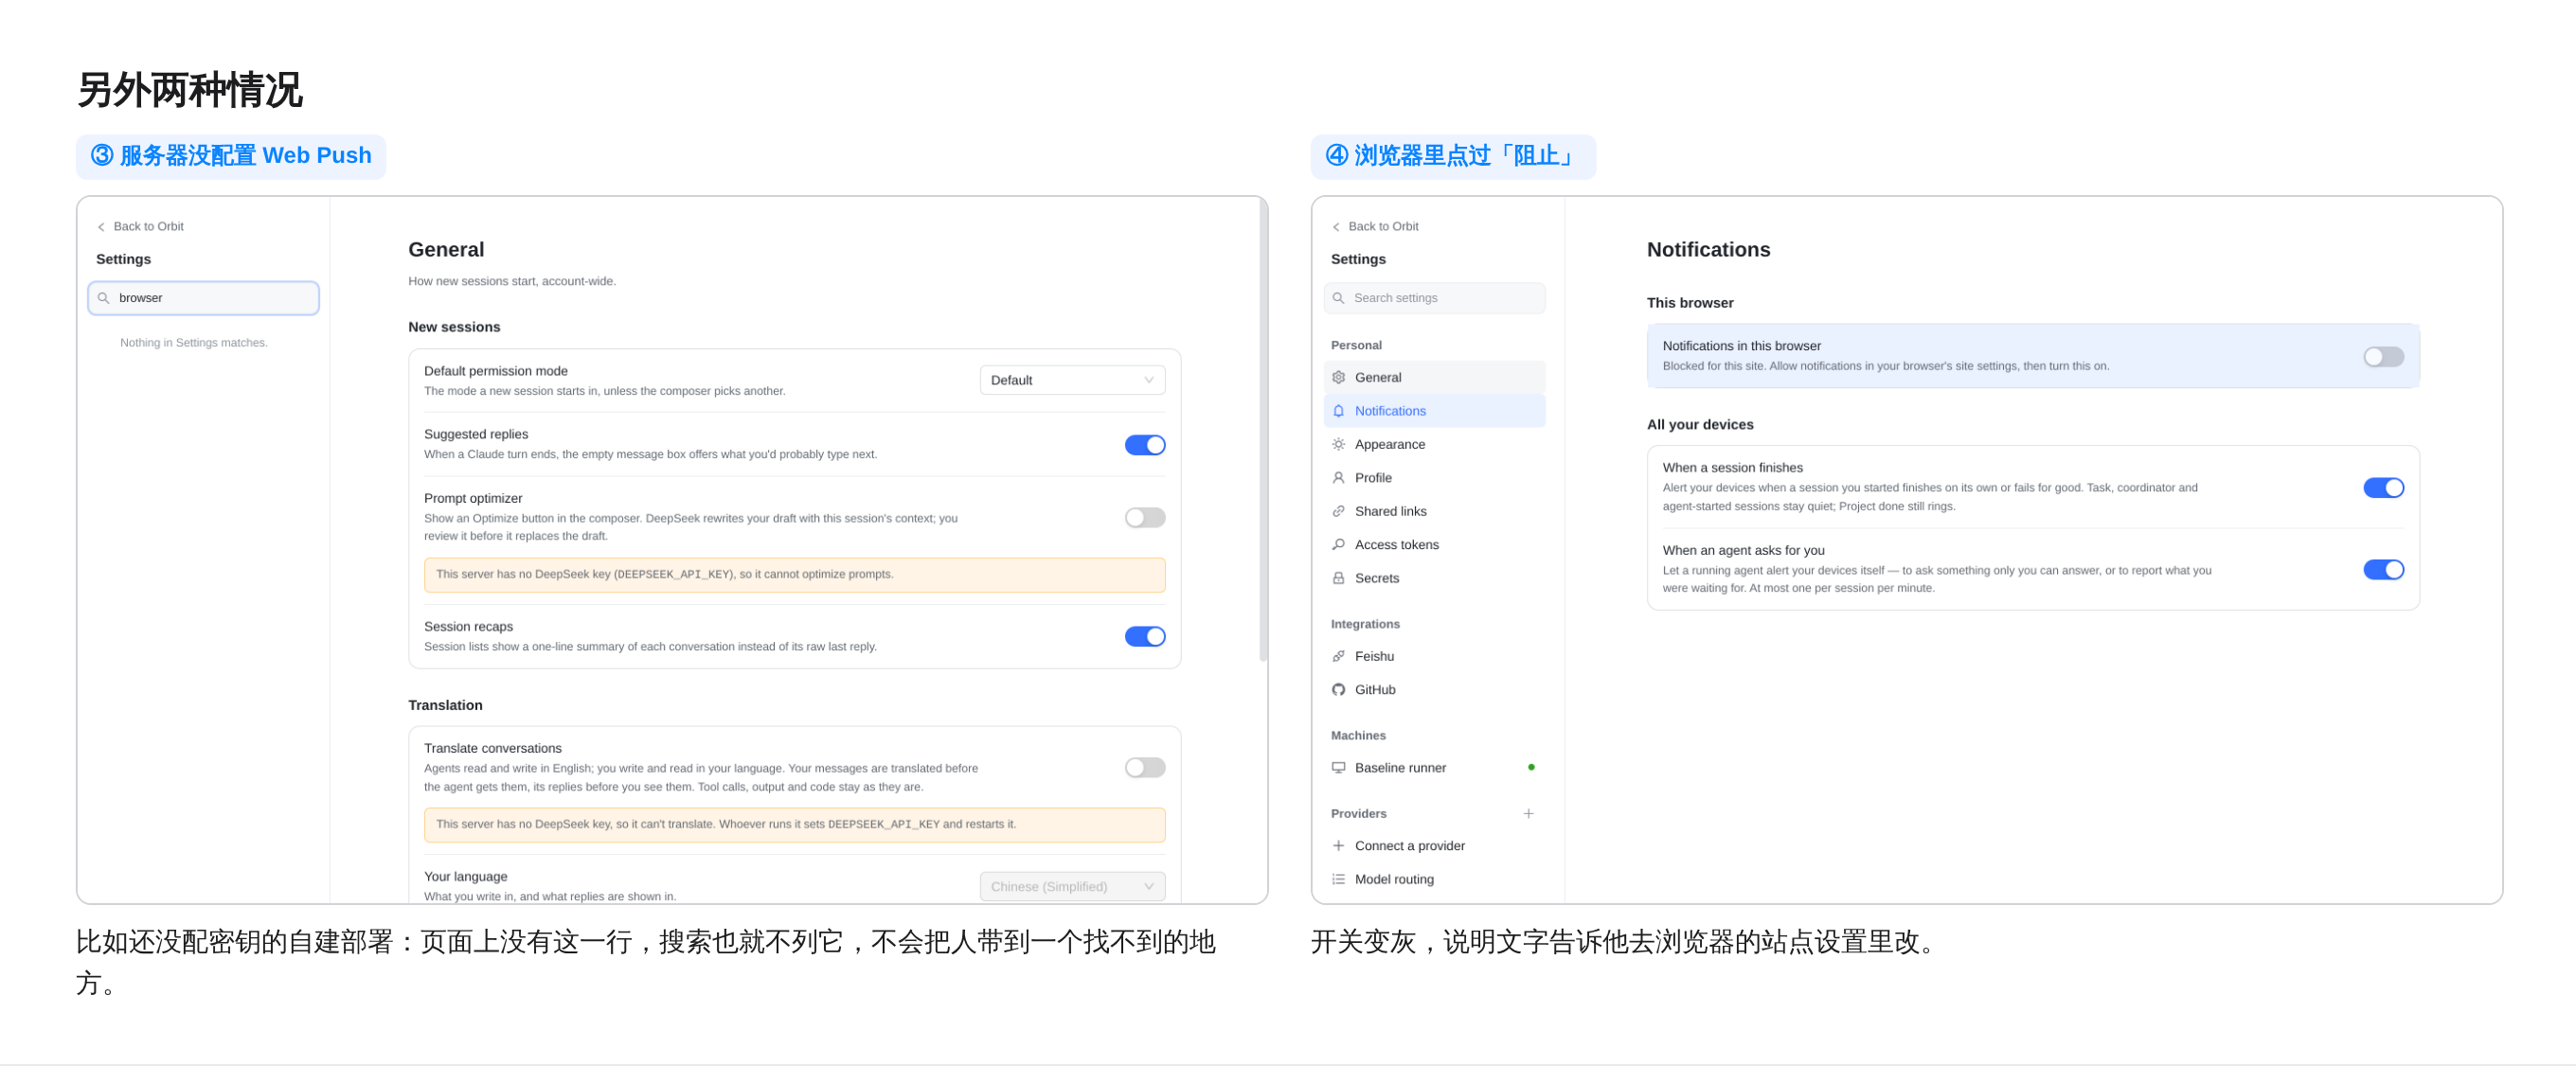 另外两种情况
③ 服务器没配置 Web Push
Back to Orbit
Settings
browser
Nothing in Settings matches.
General
How new sessions start, account-wide.
New sessions
Default permission mode
The mode a new session starts in, unless the composer picks another.
Default
Suggested replies
When a Claude turn ends, the empty message box offers what you'd probably type next.
Prompt optimizer
Show an Optimize button in the composer. DeepSeek rewrites your draft with this session's context; you
review it before it replaces the draft.
This server has no DeepSeek key (DEEPSEEK_API_KEY), so it cannot optimize prompts.
Session recaps
Session lists show a one-line summary of each conversation instead of its raw last reply.
Translation
Translate conversations
Agents read and write in English; you write and read in your language. Your messages are translated before
the agent gets them, its replies before you see them. Tool calls, output and code stay as they are.
This server has no DeepSeek key, so it can't translate. Whoever runs it sets DEEPSEEK_API_KEY and restarts it.
Your language
What you write in, and what replies are shown in.
Chinese (Simplified)
比如还没配密钥的自建部署：页面上没有这一行，搜索也就不列它，不会把人带到一个找不到的地
方。
④ 浏览器里点过「阻止」
Back to Orbit
Settings
Search settings
Personal
General
Notifications
Appearance
Profile
Shared links
Access tokens
Secrets
Integrations
Feishu
GitHub
Machines
Baseline runner
Providers
Connect a provider
Model routing
Notifications
This browser
Notifications in this browser
Blocked for this site. Allow notifications in your browser's site settings, then turn this on.
All your devices
When a session finishes
Alert your devices when a session you started finishes on its own or fails for good. Task, coordinator and
agent-started sessions stay quiet; Project done still rings.
When an agent asks for you
Let a running agent alert your devices itself — to ask something only you can answer, or to report what you
were waiting for. At most one per session per minute.
开关变灰，说明文字告诉他去浏览器的站点设置里改。